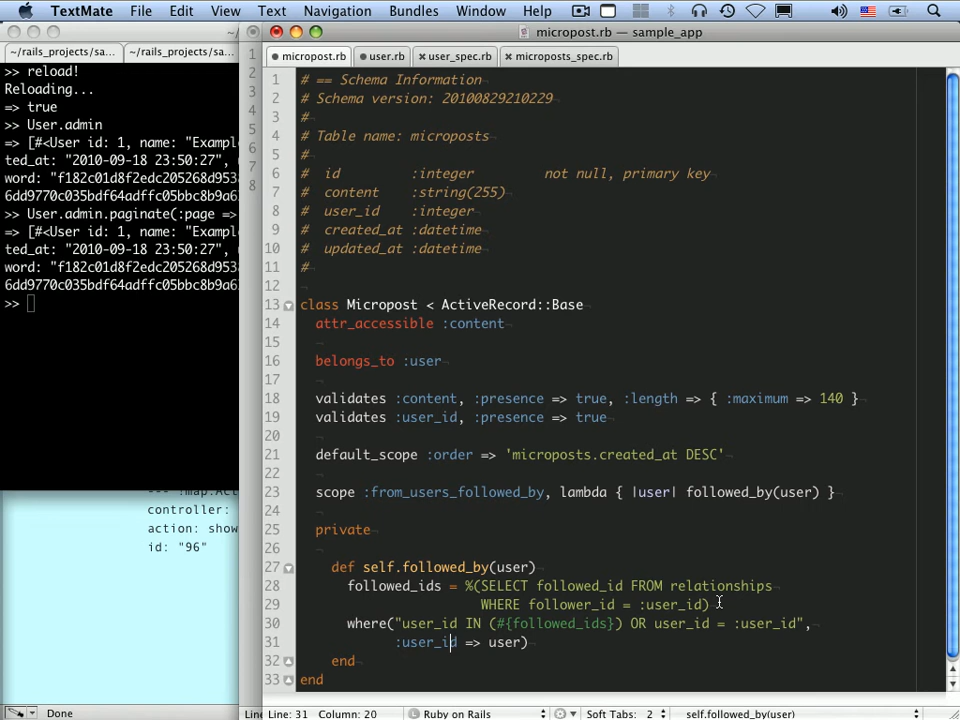 TextMate File Edit View Text Navigation Bundles Window Help
micropost.rb — sample_app
~/rails_projects/sa... ~/rails_projects/sa...
micropost.rb user.rb user_spec.rb microposts_spec.rb
>> reload!
Reloading...
=> true
>> User.admin
=> [#<User id: 1, name: "Example
ted_at: "2010-09-18 23:50:27",
word: "f182c01d8f2edc205268d953
6dd9770c035bdf64adffc05bbc8b9a6
>> User.admin.paginate(:page =>
=> [#<User id: 1, name: "Example
ted_at: "2010-09-18 23:50:27",
word: "f182c01d8f2edc205268d953
6dd9770c035bdf64adffc05bbc8b9a6
>>
controller:
action: show
id: "96"
Done
1 # == Schema Information
2 # Schema version: 20100829210229
3 #
4 # Table name: microposts
5 #
6 # id :integer not null, primary key
7 # content :string(255)
8 # user_id :integer
9 # created_at :datetime
10 # updated_at :datetime
11 #
12
13 class Micropost < ActiveRecord::Base
14 attr_accessible :content
15
16 belongs_to :user
17
18 validates :content, :presence => true, :length => { :maximum => 140 }
19 validates :user_id, :presence => true
20
21 default_scope :order => 'microposts.created_at DESC'
22
23 scope :from_users_followed_by, lambda { |user| followed_by(user) }
24
25 private
26
27 def self.followed_by(user)
28 followed_ids = %(SELECT followed_id FROM relationships
29 WHERE follower_id = :user_id)
30 where("user_id IN (#{followed_ids}) OR user_id = :user_id",
31 :user_id => user)
32 end
33 end
Line: 31 Column: 20 Ruby on Rails Soft Tabs: 2 self.followed_by(user)